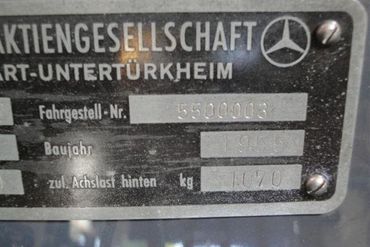 AKTIENGESELLSCHAFT
ART-UNTERTÜRKHEIM
Fahrgestell-Nr. 5500003
Baujahr
zul. Achslast hinten kg 1070